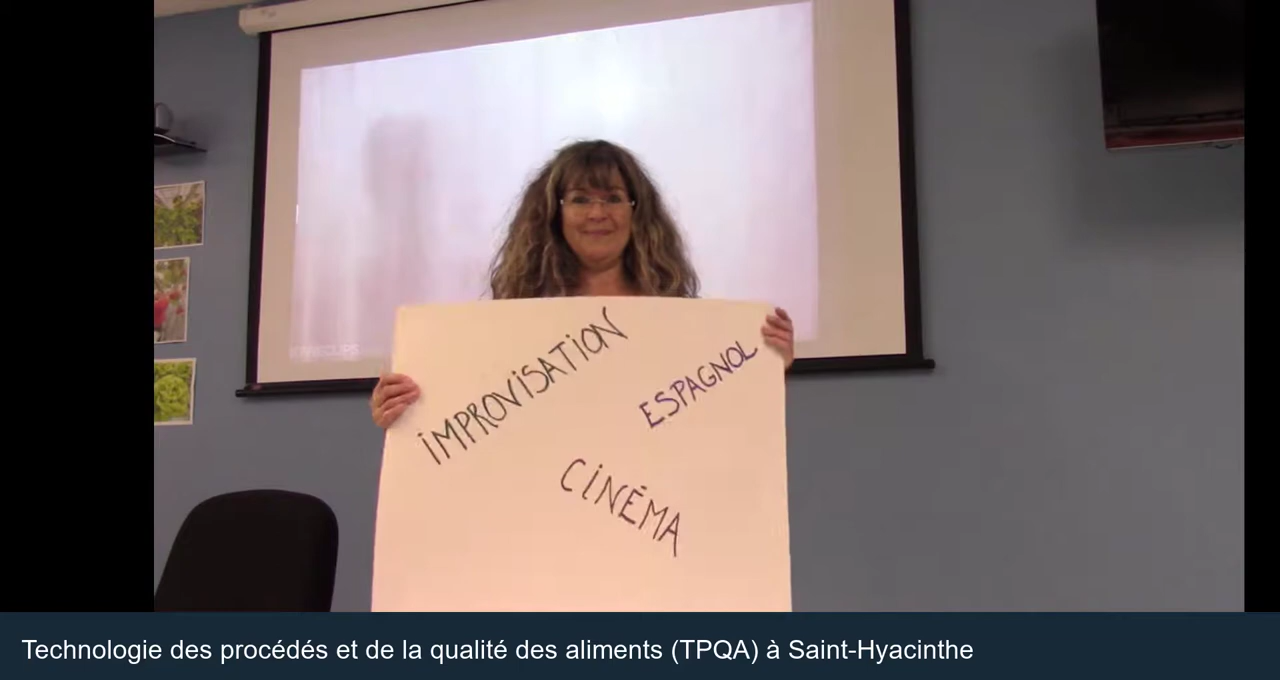 iMPROViSATiON
ESPAGNOL
CiNÉMA
Technologie des procédés et de la qualité des aliments (TPQA) à Saint-Hyacinthe